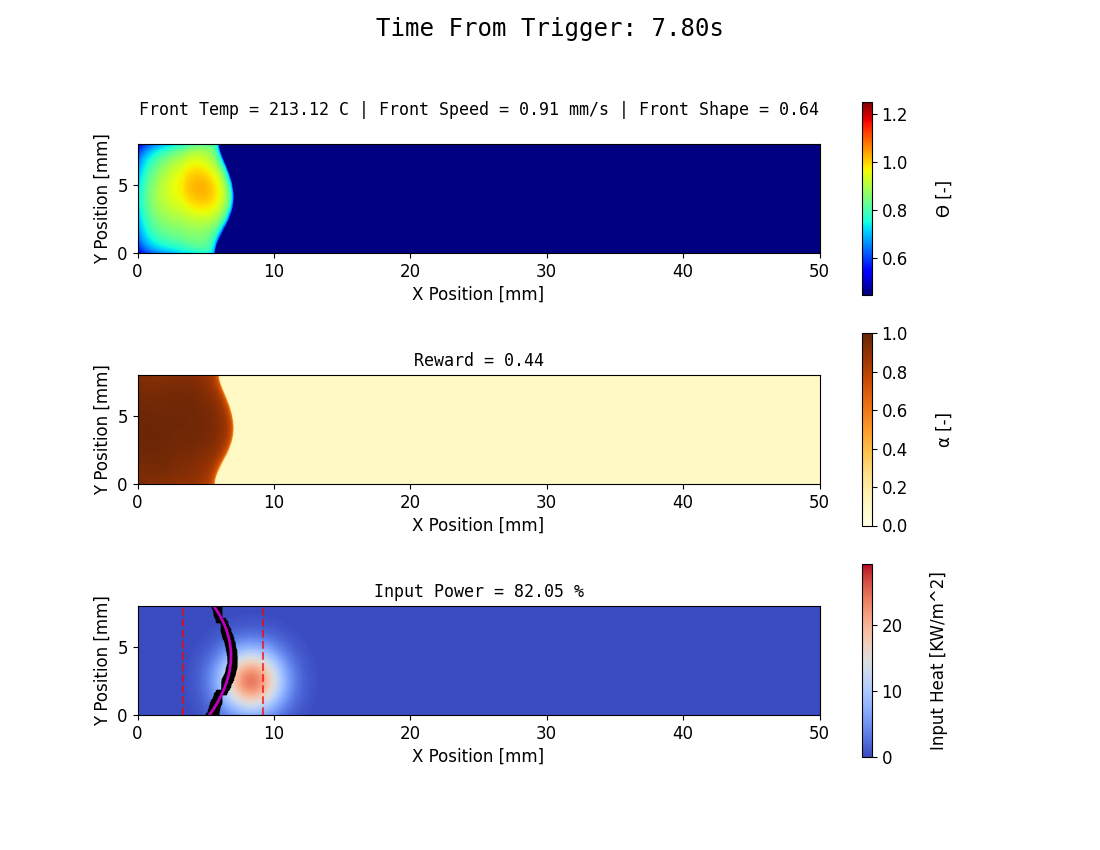 Time From Trigger: 7.80s
Front Temp = 213.12 C | Front Speed = 0.91 mm/s | Front Shape = 0.64
Y Position [mm]
5
0
0 10 20 30 40 50
X Position [mm]
1.2
1.0
0.8
0.6
Θ [-]
Reward = 0.44
Y Position [mm]
5
0
0 10 20 30 40 50
X Position [mm]
1.0
0.8
0.6
0.4
0.2
0.0
α [-]
Input Power = 82.05 %
Y Position [mm]
5
0
0 10 20 30 40 50
X Position [mm]
20
10
0
Input Heat [KW/m^2]